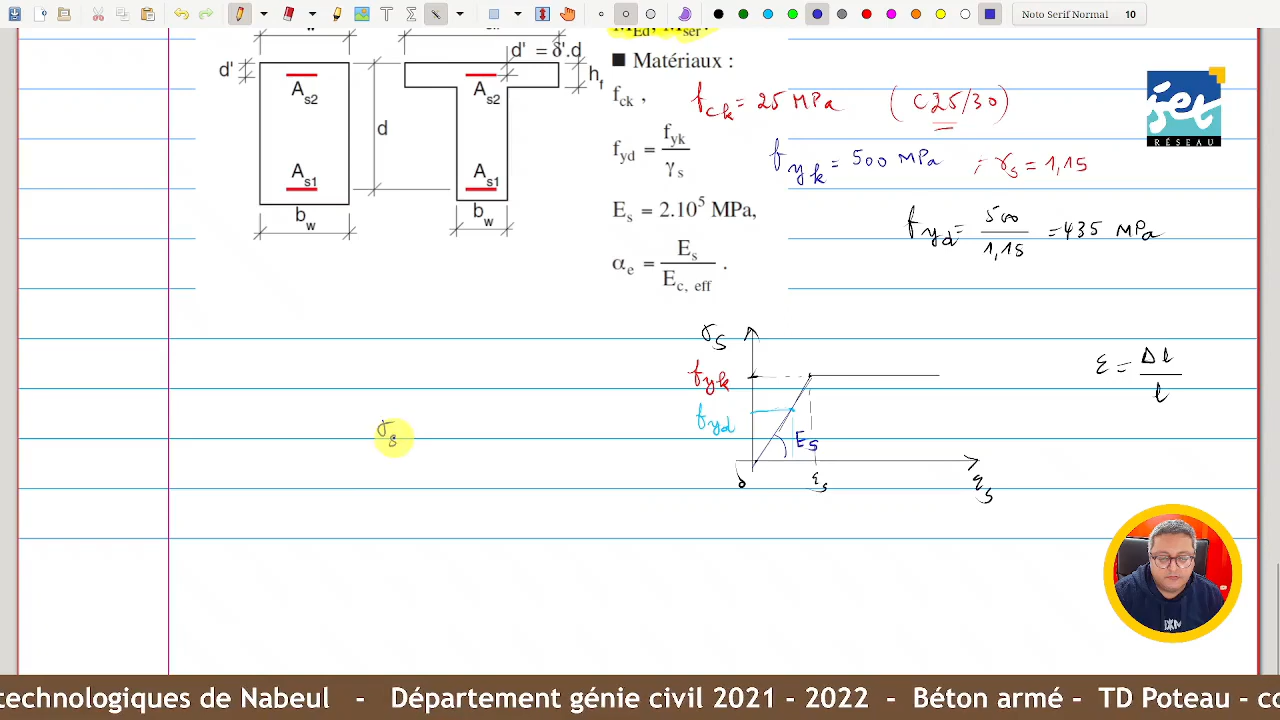 Noto Serif Normal 10
M_Ed, M_ser.
d' = δ'.d
d'
h_f
■ Matériaux :
A_s2
A_s2
f_ck ,
f_ck = 25 MPa (C25/30)
d
f_yd = f_yk / γ_s
f_yk = 500 MPa ; γ_s = 1,15
RÉSEAU
A_s1
A_s1
b_w
b_w
E_s = 2.10^5 MPa,
f_yd = 500 / 1,15 = 435 MPa
α_e = E_s / E_c, eff .
σ_s
f_yk
ε = Δl / l
f_yd
E_s
σ_s
0
ε_s
ε_s
technologiques de Nabeul - Département génie civil 2021 - 2022 - Béton armé - TD Poteau - co